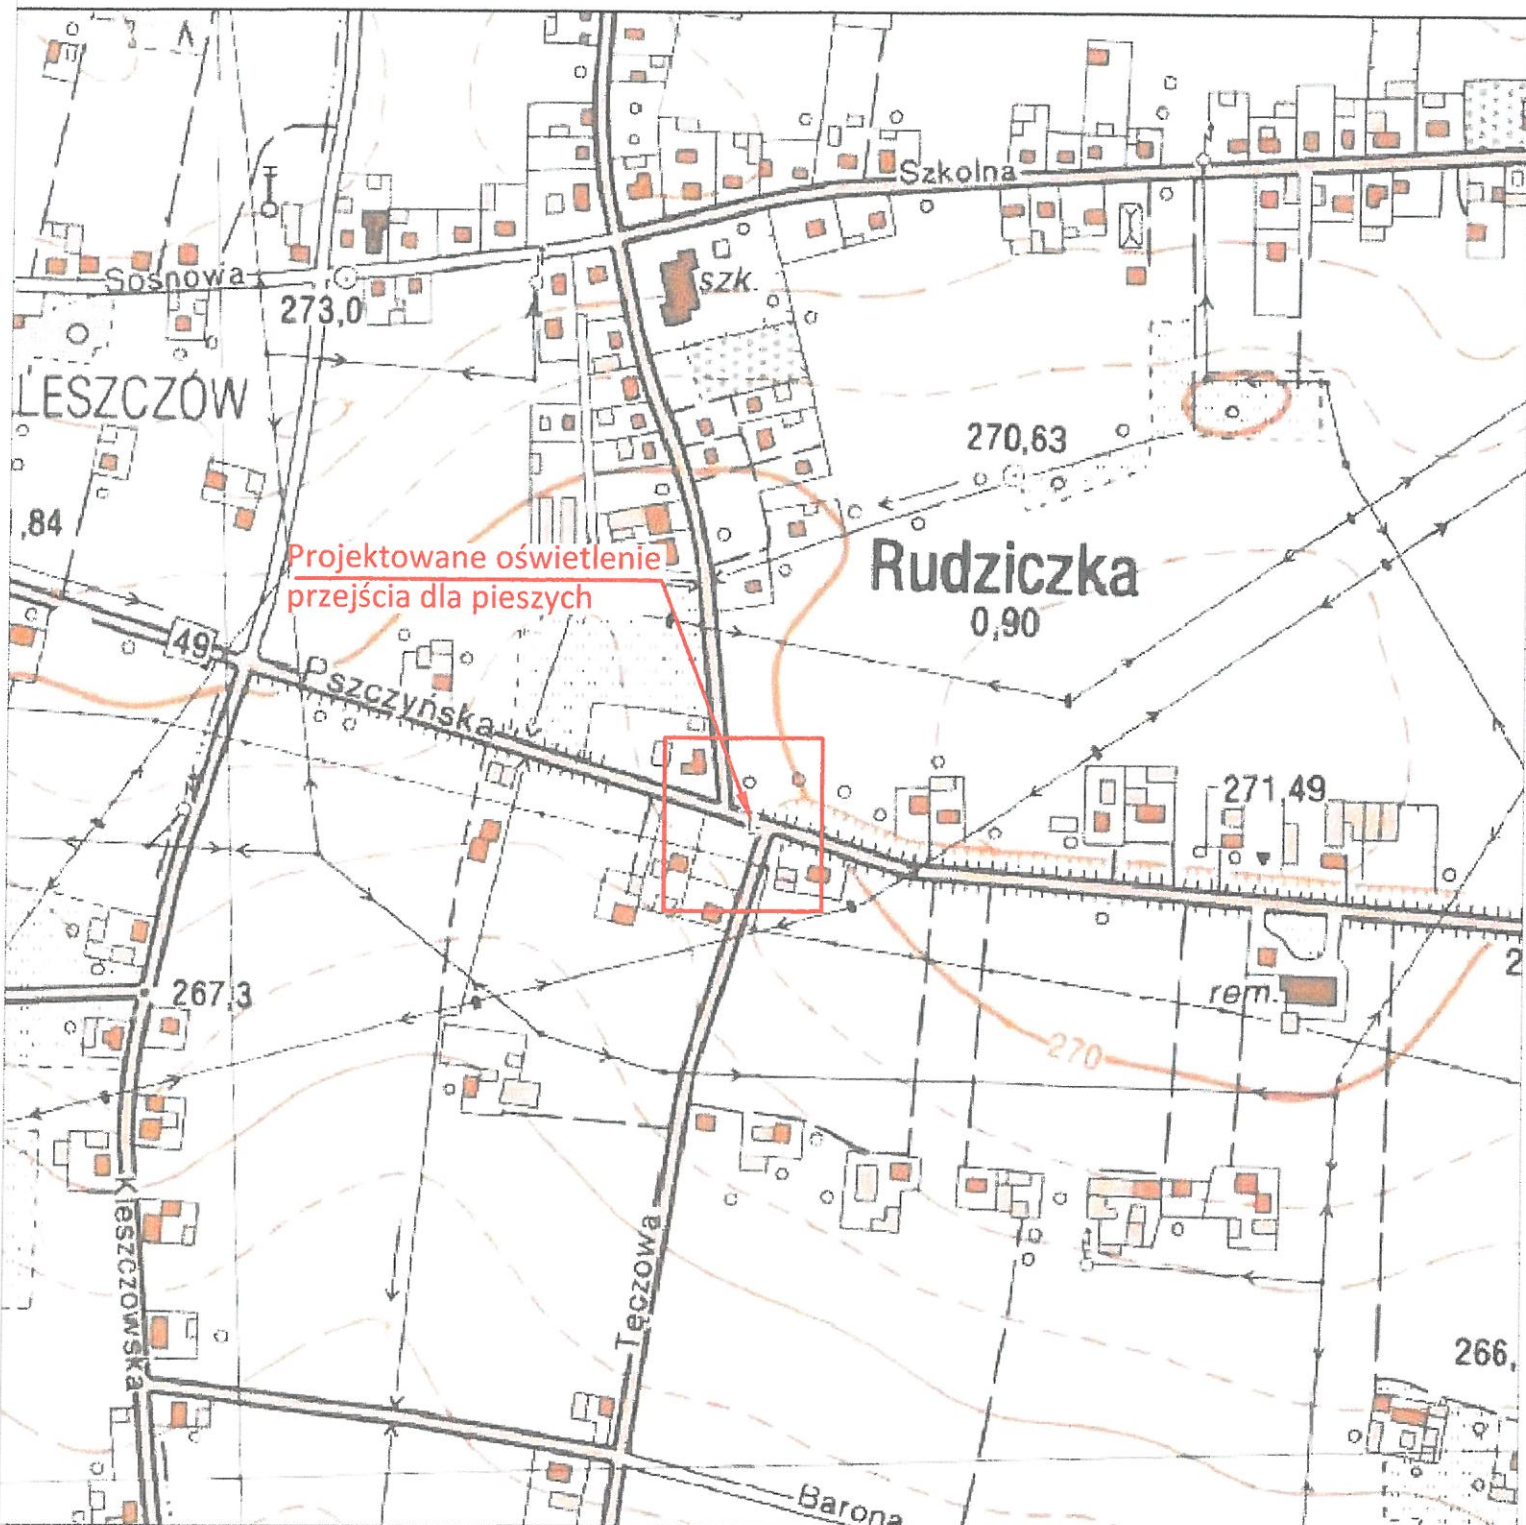 Szkolna
Sosnowa
szk.
273,0
LESZCZÓW
270,63
,84
Projektowane oświetlenie
przejścia dla pieszych
Rudziczka
0,90
49
Pszczyńska
271,49
267,3
rem.
2
270
Kleszczowska
Tęczowa
266,
Barona